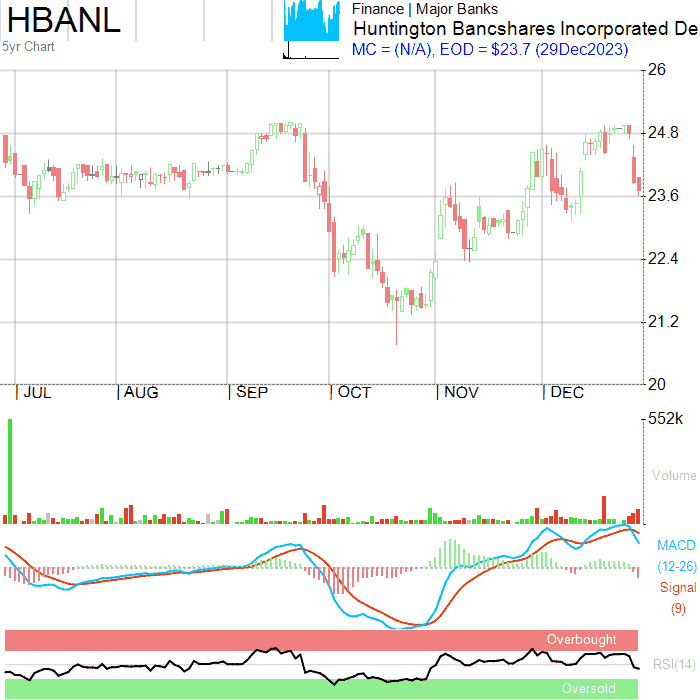 HBANL
5yr Chart
Finance | Major Banks
Huntington Bancshares Incorporated De
MC = (N/A), EOD = $23.7 (29Dec2023)
26
24.8
23.6
22.4
21.2
20
JUL AUG SEP OCT NOV DEC
552k
Volume
MACD
(12-26)
Signal
(9)
Overbought
RSI(14)
Oversold